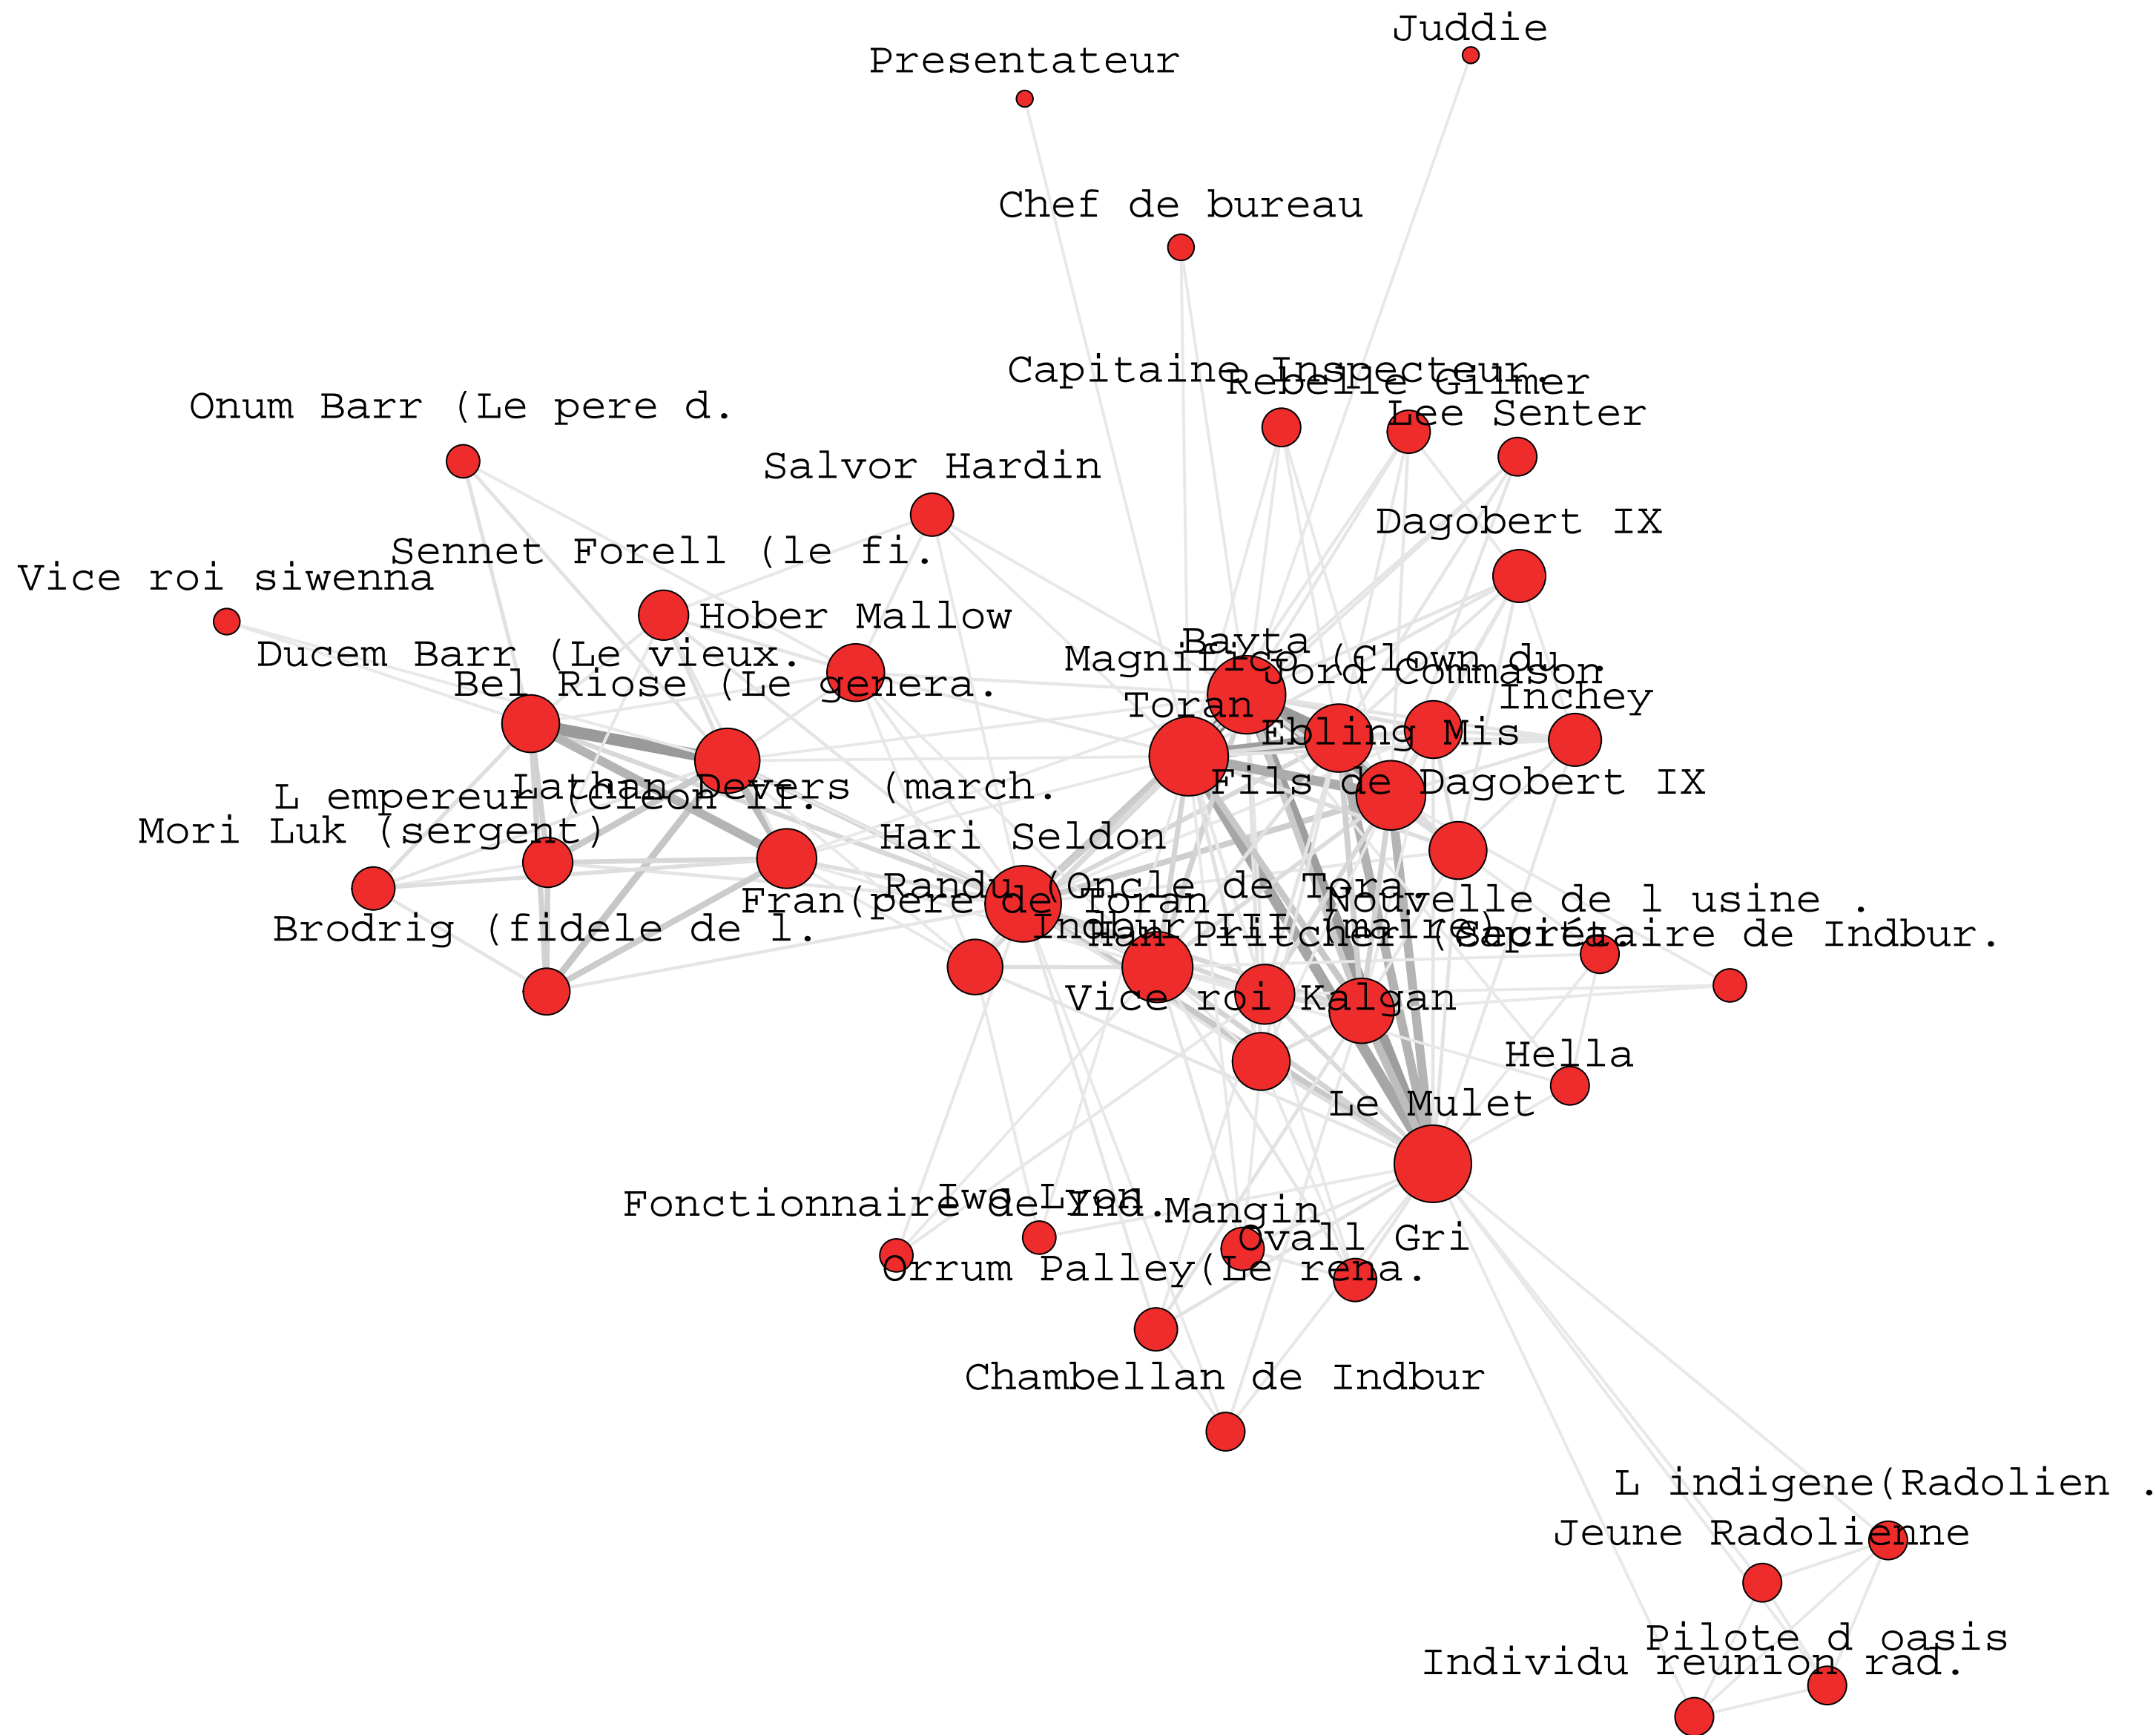 Juddie
Presentateur
Chef de bureau
Capitaine Inspecteur.
Rebelle Gilmer
Onum Barr (Le pere d.
Lee Senter
Salvor Hardin
Dagobert IX
Sennet Forell (le fi.
Vice roi siwenna
Hober Mallow
Bayta
Ducem Barr (Le vieux.
Magnifico (Clown du .
Jord Commason
Bel Riose (Le genera.
Inchey
Toran
Ebling Mis
Fils de Dagobert IX
Lathan Devers (march.
L empereur (Cleon II.
Mori Luk (sergent)
Hari Seldon
Randu (Oncle de Tora.
Fran(pere de Toran
Nouvelle de l usine .
Brodrig (fidele de l.
Indbur III (maire)
Han Pritcher (Capita.
Secrétaire de Indbur.
Vice roi Kalgan
Hella
Le Mulet
Fonctionnaire de Ind.
Iwo Lyon
Mangin
Ovall Gri
Orrum Palley(Le rena.
Chambellan de Indbur
L indigene(Radolien .
Jeune Radolienne
Pilote d oasis
Individu reunion rad.